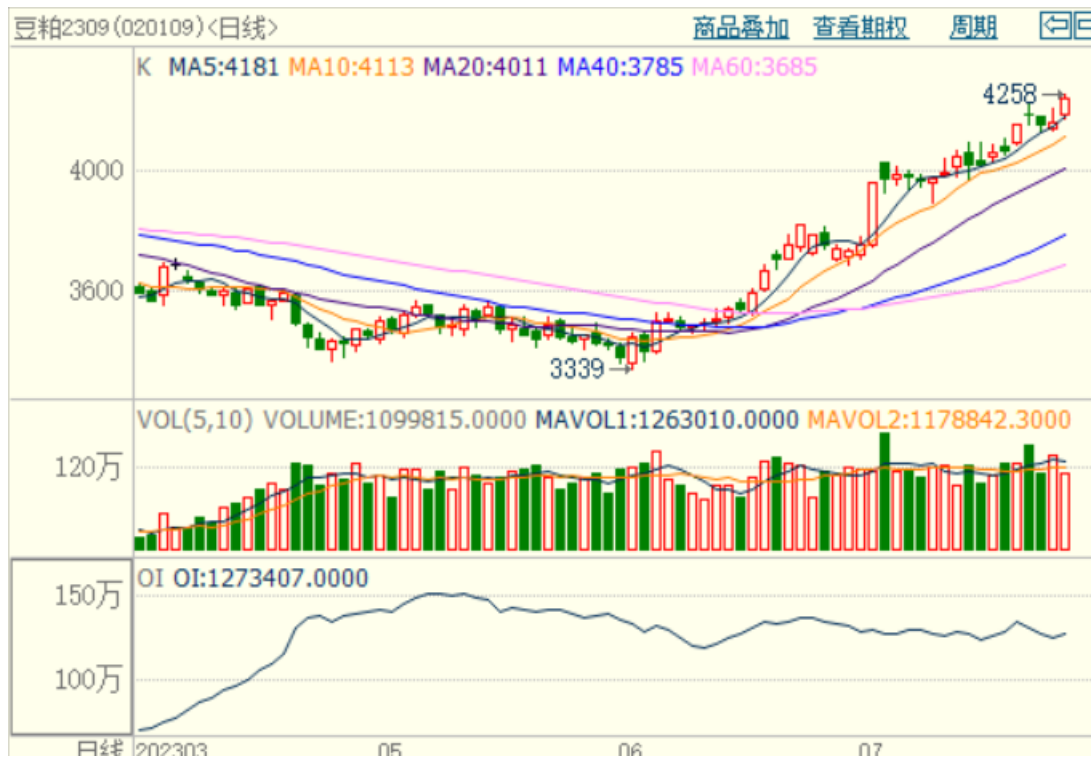 豆粕2309(020109)<日线> 商品叠加 查看期权 周期
K MA5:4181 MA10:4113 MA20:4011 MA40:3785 MA60:3685
4258
4000
3600
3339
VOL(5,10) VOLUME:1099815.0000 MAVOL1:1263010.0000 MAVOL2:1178842.3000
120万
OI OI:1273407.0000
150万
100万
日线 202303 05 06 07